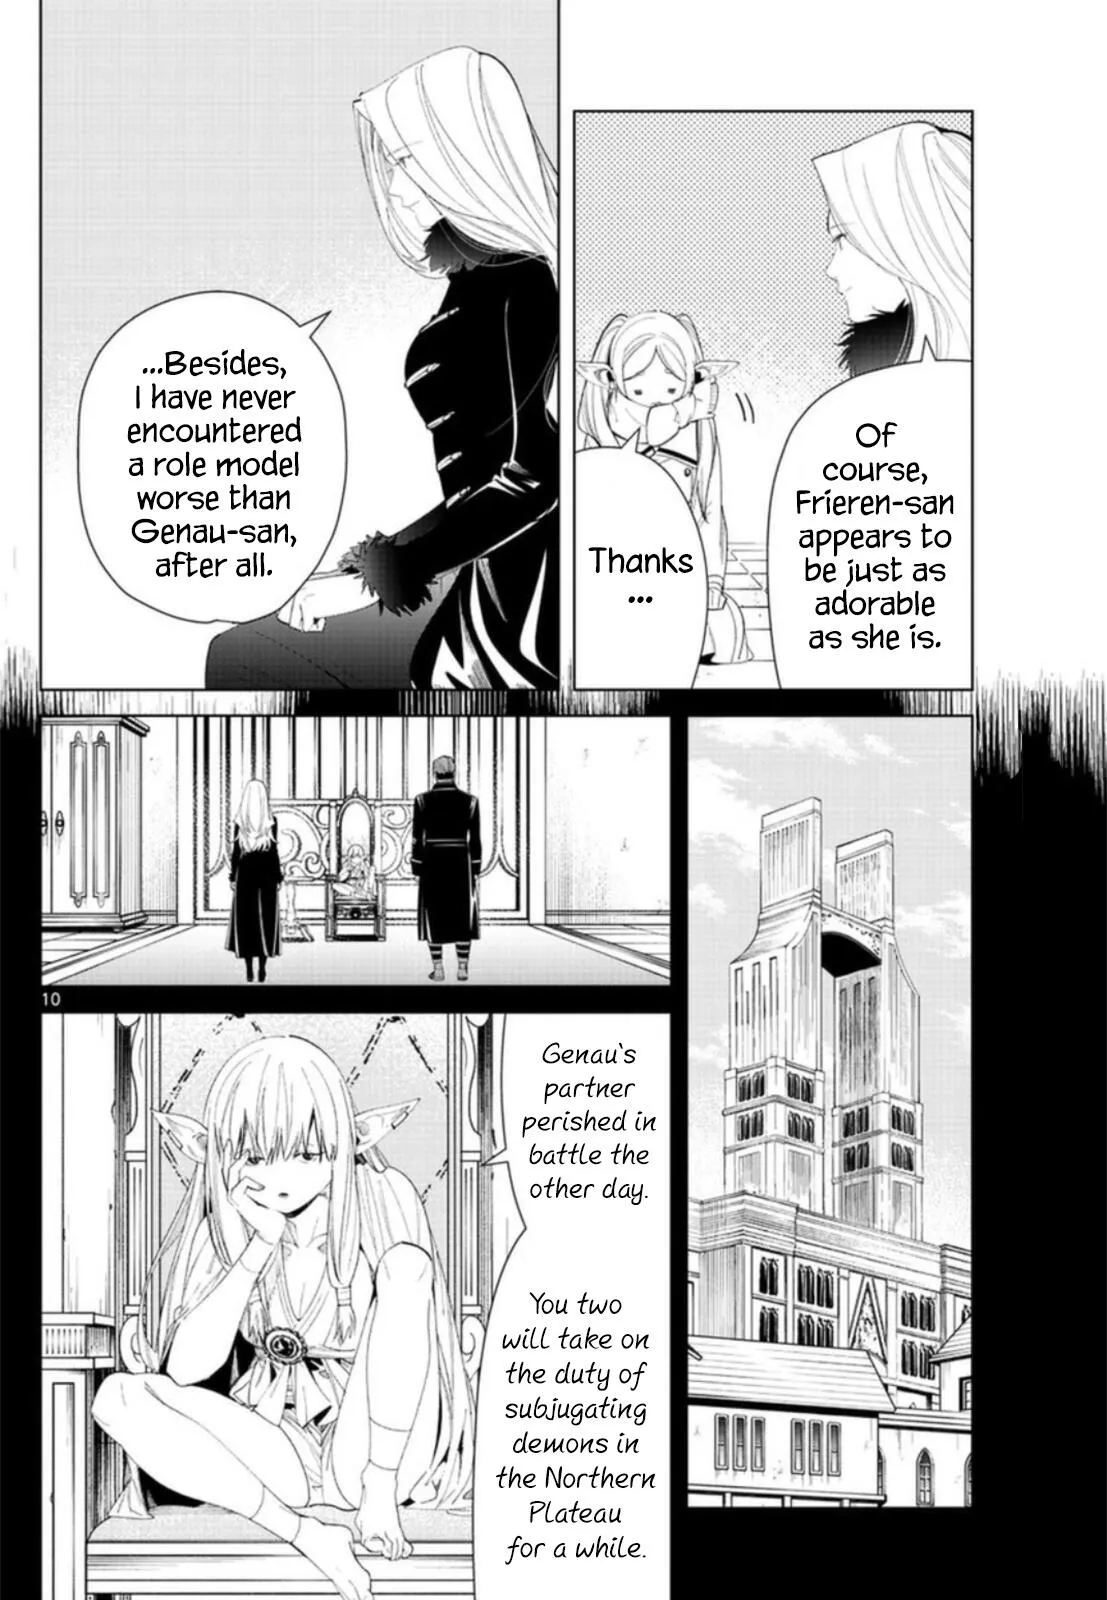 Of
course,
Frieren-san
appears to
be just as
adorable
as she is.
Thanks
...
...Besides,
I have never
encountered
a role model
worse than
Genau-san,
after all.
10
Genau's
partner
perished in
battle the
other day.
You two
will take on
the duty of
subjugating
demons in
the Northern
Plateau
for a while.